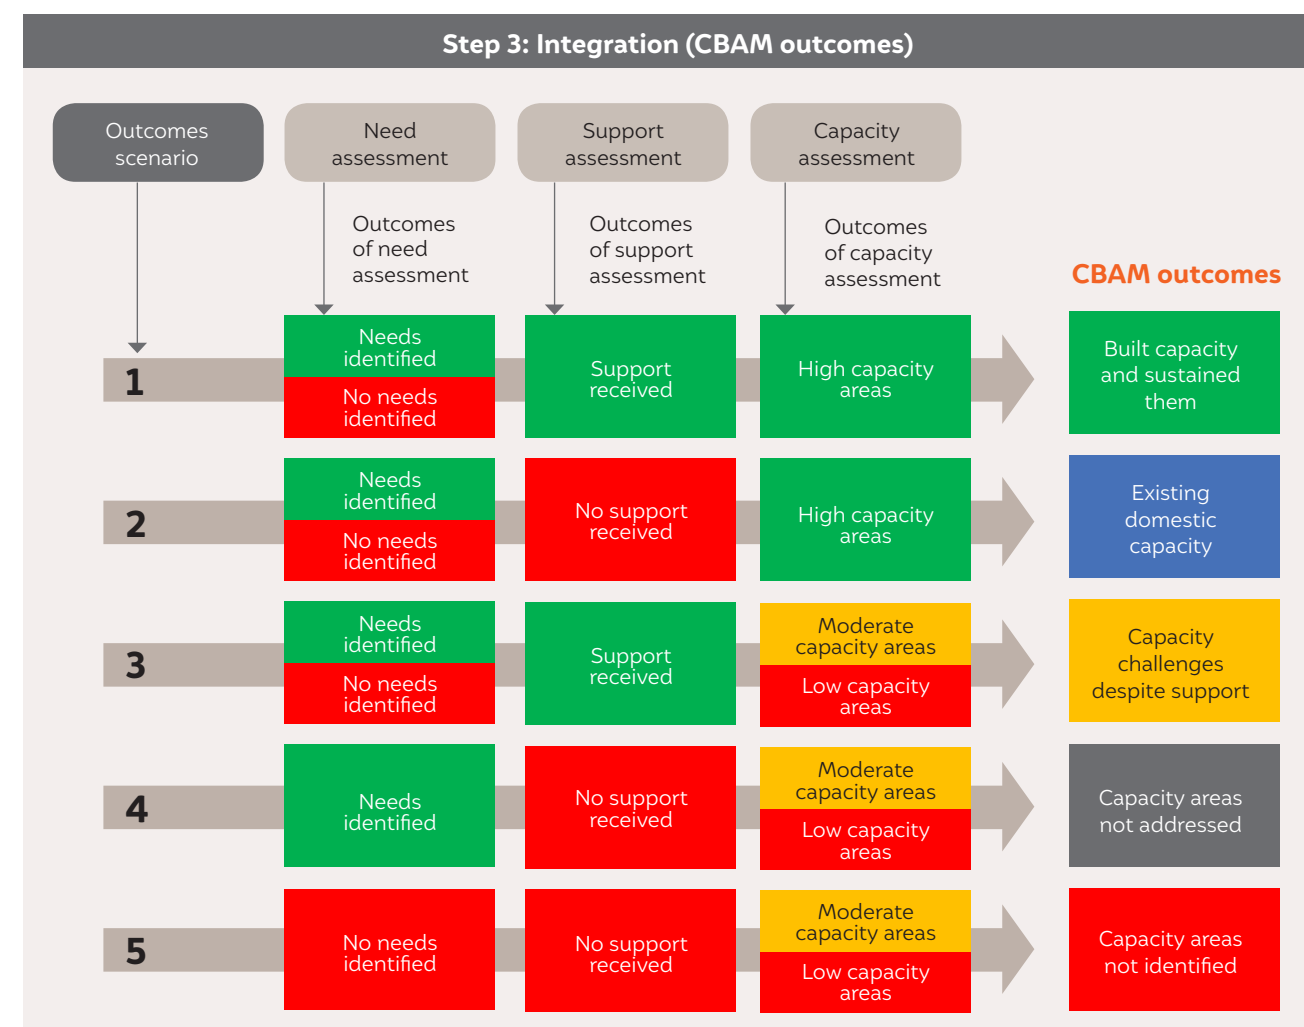 Step 3: Integration (CBAM outcomes)
Outcomes
scenario
Need
assessment
Support
assessment
Capacity
assessment
Outcomes
of need
assessment
Outcomes
of support
assessment
Outcomes
of capacity
assessment
CBAM outcomes
1
Needs
identified
No needs
identified
Support
received
High capacity
areas
Built capacity
and sustained
them
2
Needs
identified
No needs
identified
No support
received
High capacity
areas
Existing
domestic
capacity
3
Needs
identified
No needs
identified
Support
received
Moderate
capacity areas
Low capacity
areas
Capacity
challenges
despite support
4
Needs
identified
No support
received
Moderate
capacity areas
Low capacity
areas
Capacity areas
not addressed
5
No needs
identified
No support
received
Moderate
capacity areas
Low capacity
areas
Capacity areas
not identified